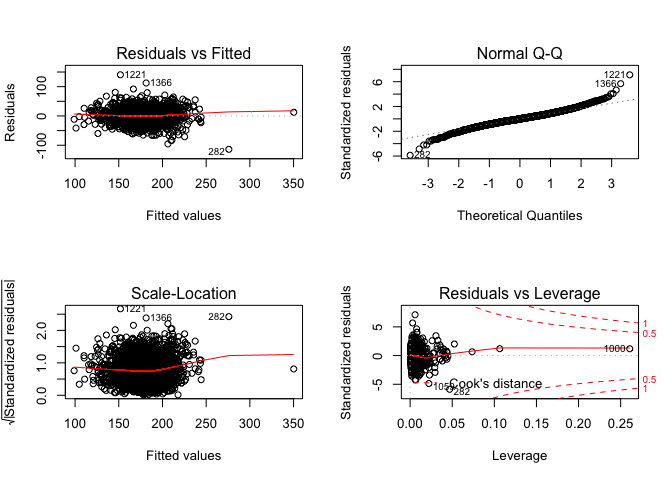 Residuals vs Fitted
Residuals
-100 0 100
1221
1366
282
100 150 200 250 300 350
Fitted values
Normal Q-Q
Standardized residuals
-6 -2 2 6
1221
1366
282
-3 -2 -1 0 1 2 3
Theoretical Quantiles
Scale-Location
√|Standardized residuals|
0.0 1.0 2.0
1221
1366
282
100 150 200 250 300 350
Fitted values
Residuals vs Leverage
Standardized residuals
-5 0 5
1
0.5
1000
0.5
1
Cook's distance
282
0.00 0.05 0.10 0.15 0.20 0.25
Leverage